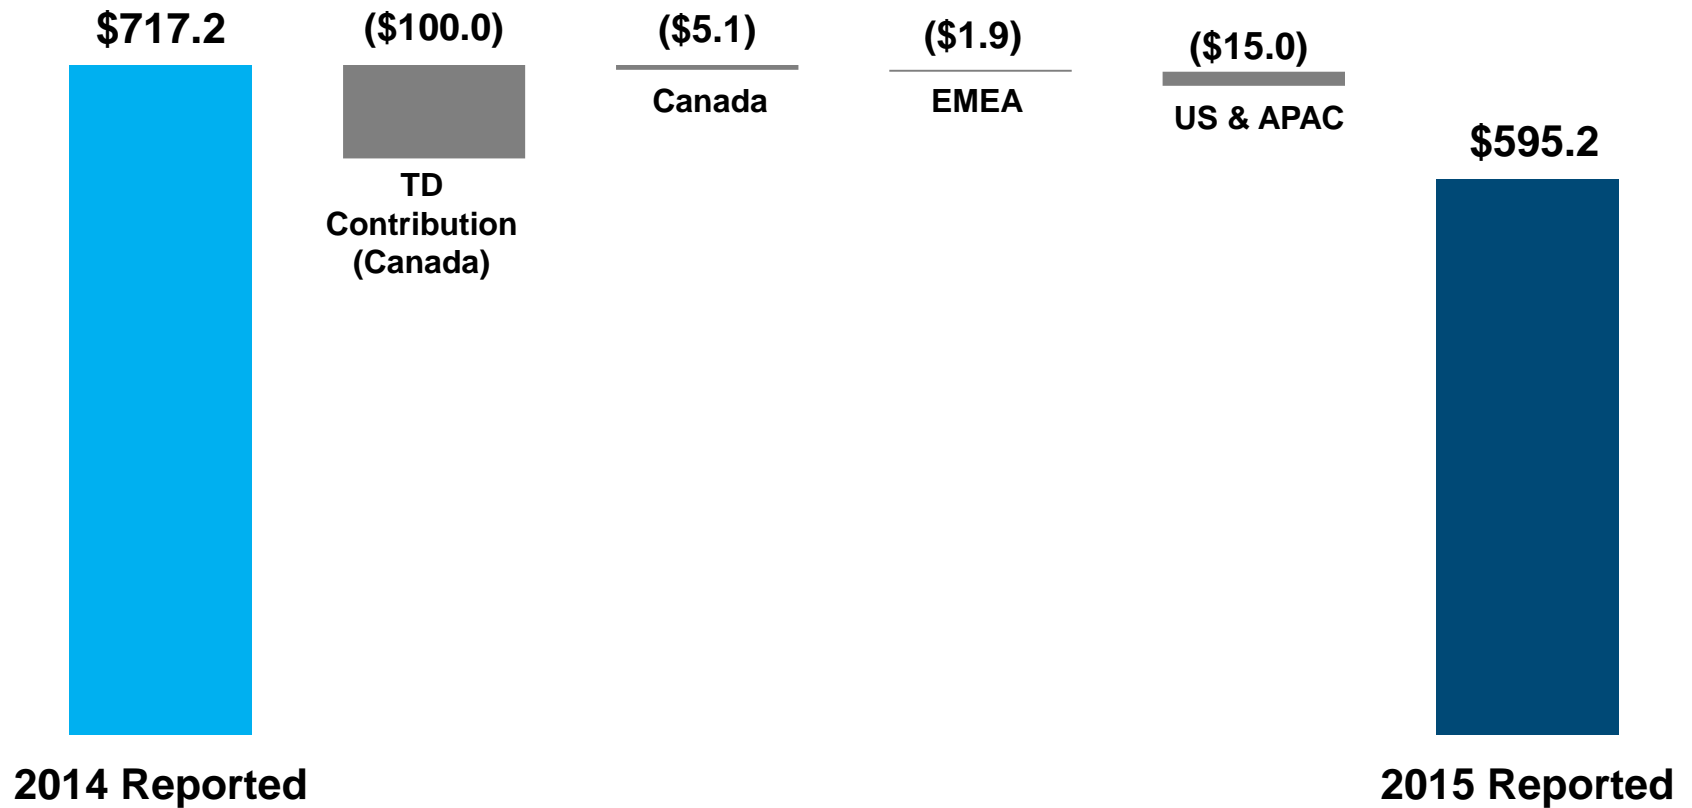 $717.2
($100.0)
($5.1)
($1.9)
($15.0)
Canada
EMEA
US & APAC
$595.2
TD
Contribution
(Canada)
2014 Reported
2015 Reported